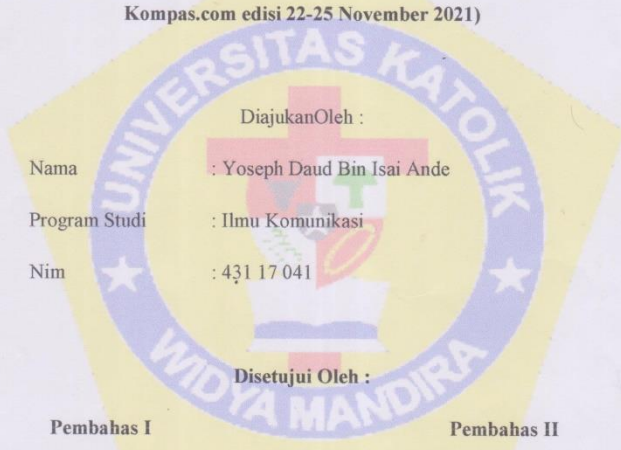 Kompas.com edisi 22-25 November 2021)
UNIVERSITAS KATOLIK
DiajukanOleh :
Nama : Yoseph Daud Bin Isai Ande
Program Studi : Ilmu Komunikasi
Nim : 431 17 041
WIDYA MANDIRA
Disetujui Oleh :
Pembahas I Pembahas II